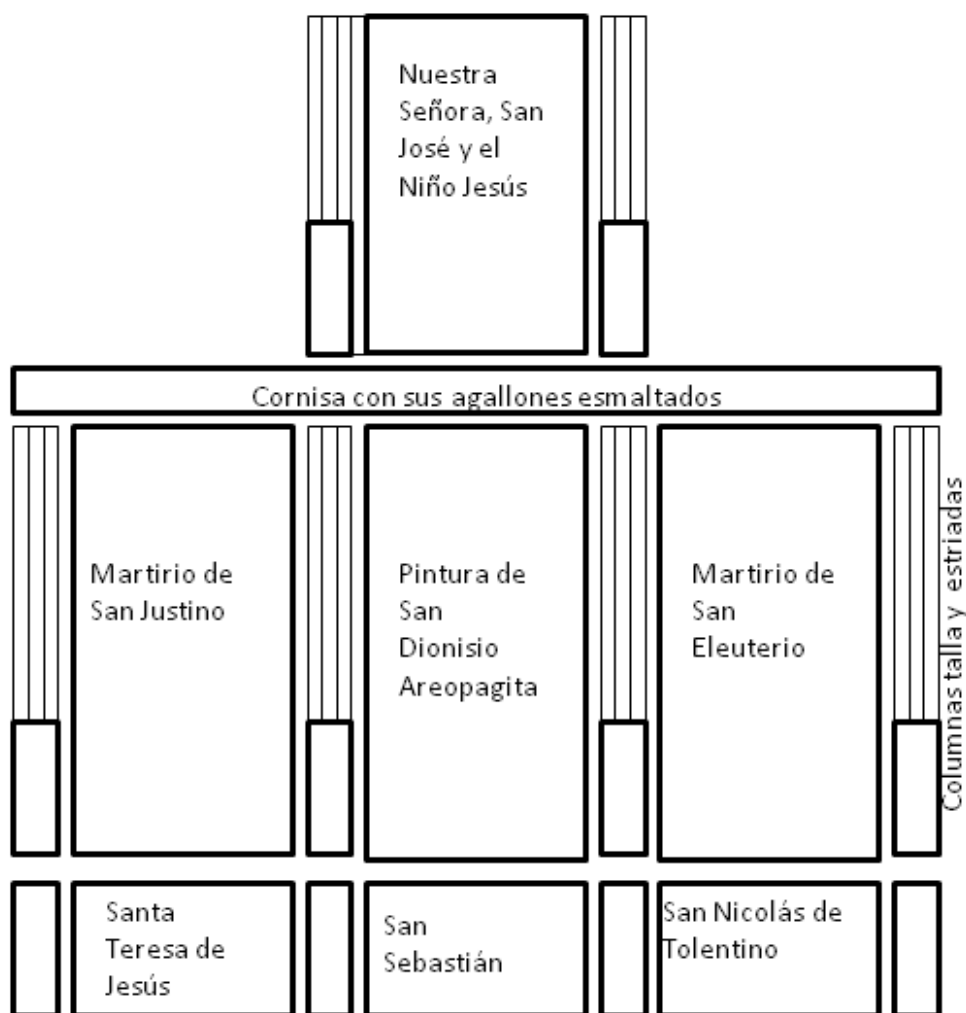 Nuestra
Señora, San
José y el
Niño Jesús
Cornisa con sus agallones esmaltados
Martirio de
San Justino
Pintura de
San
Dionisio
Areopagita
Martirio de
San
Eleuterio
Columnas talla y estriadas
Santa
Teresa de
Jesús
San
Sebastián
San Nicolás de
Tolentino